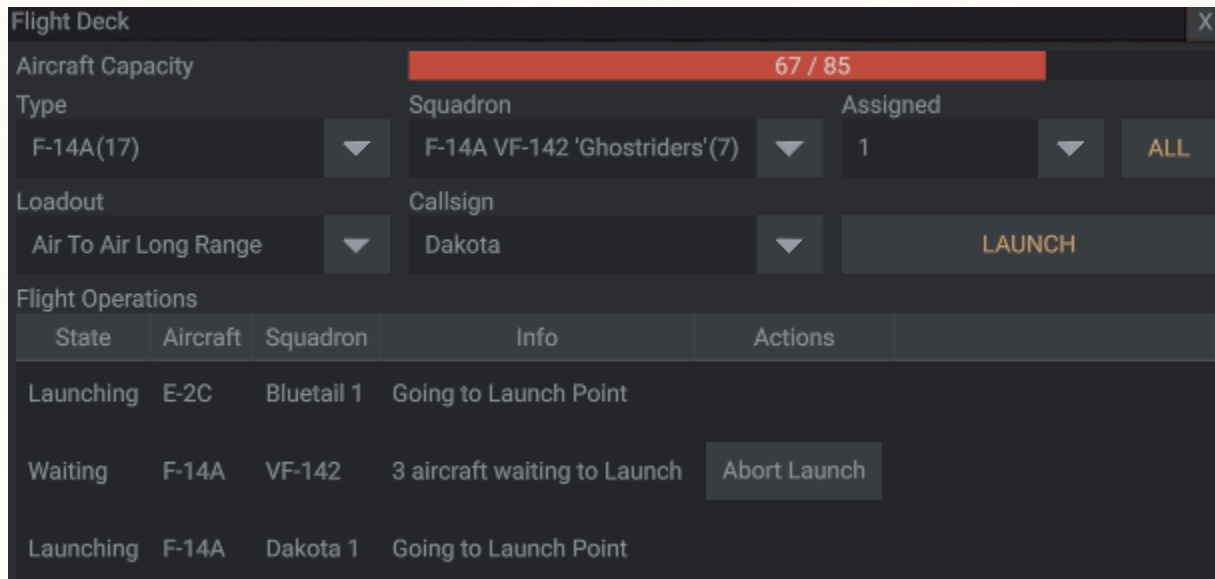 Flight Deck X
Aircraft Capacity 67 / 85
Type Squadron Assigned
F-14A(17) F-14A VF-142 'Ghostriders'(7) 1 ALL
Loadout Callsign
Air To Air Long Range Dakota LAUNCH
Flight Operations
State Aircraft Squadron Info Actions
Launching E-2C Bluetail 1 Going to Launch Point
Waiting F-14A VF-142 3 aircraft waiting to Launch Abort Launch
Launching F-14A Dakota 1 Going to Launch Point